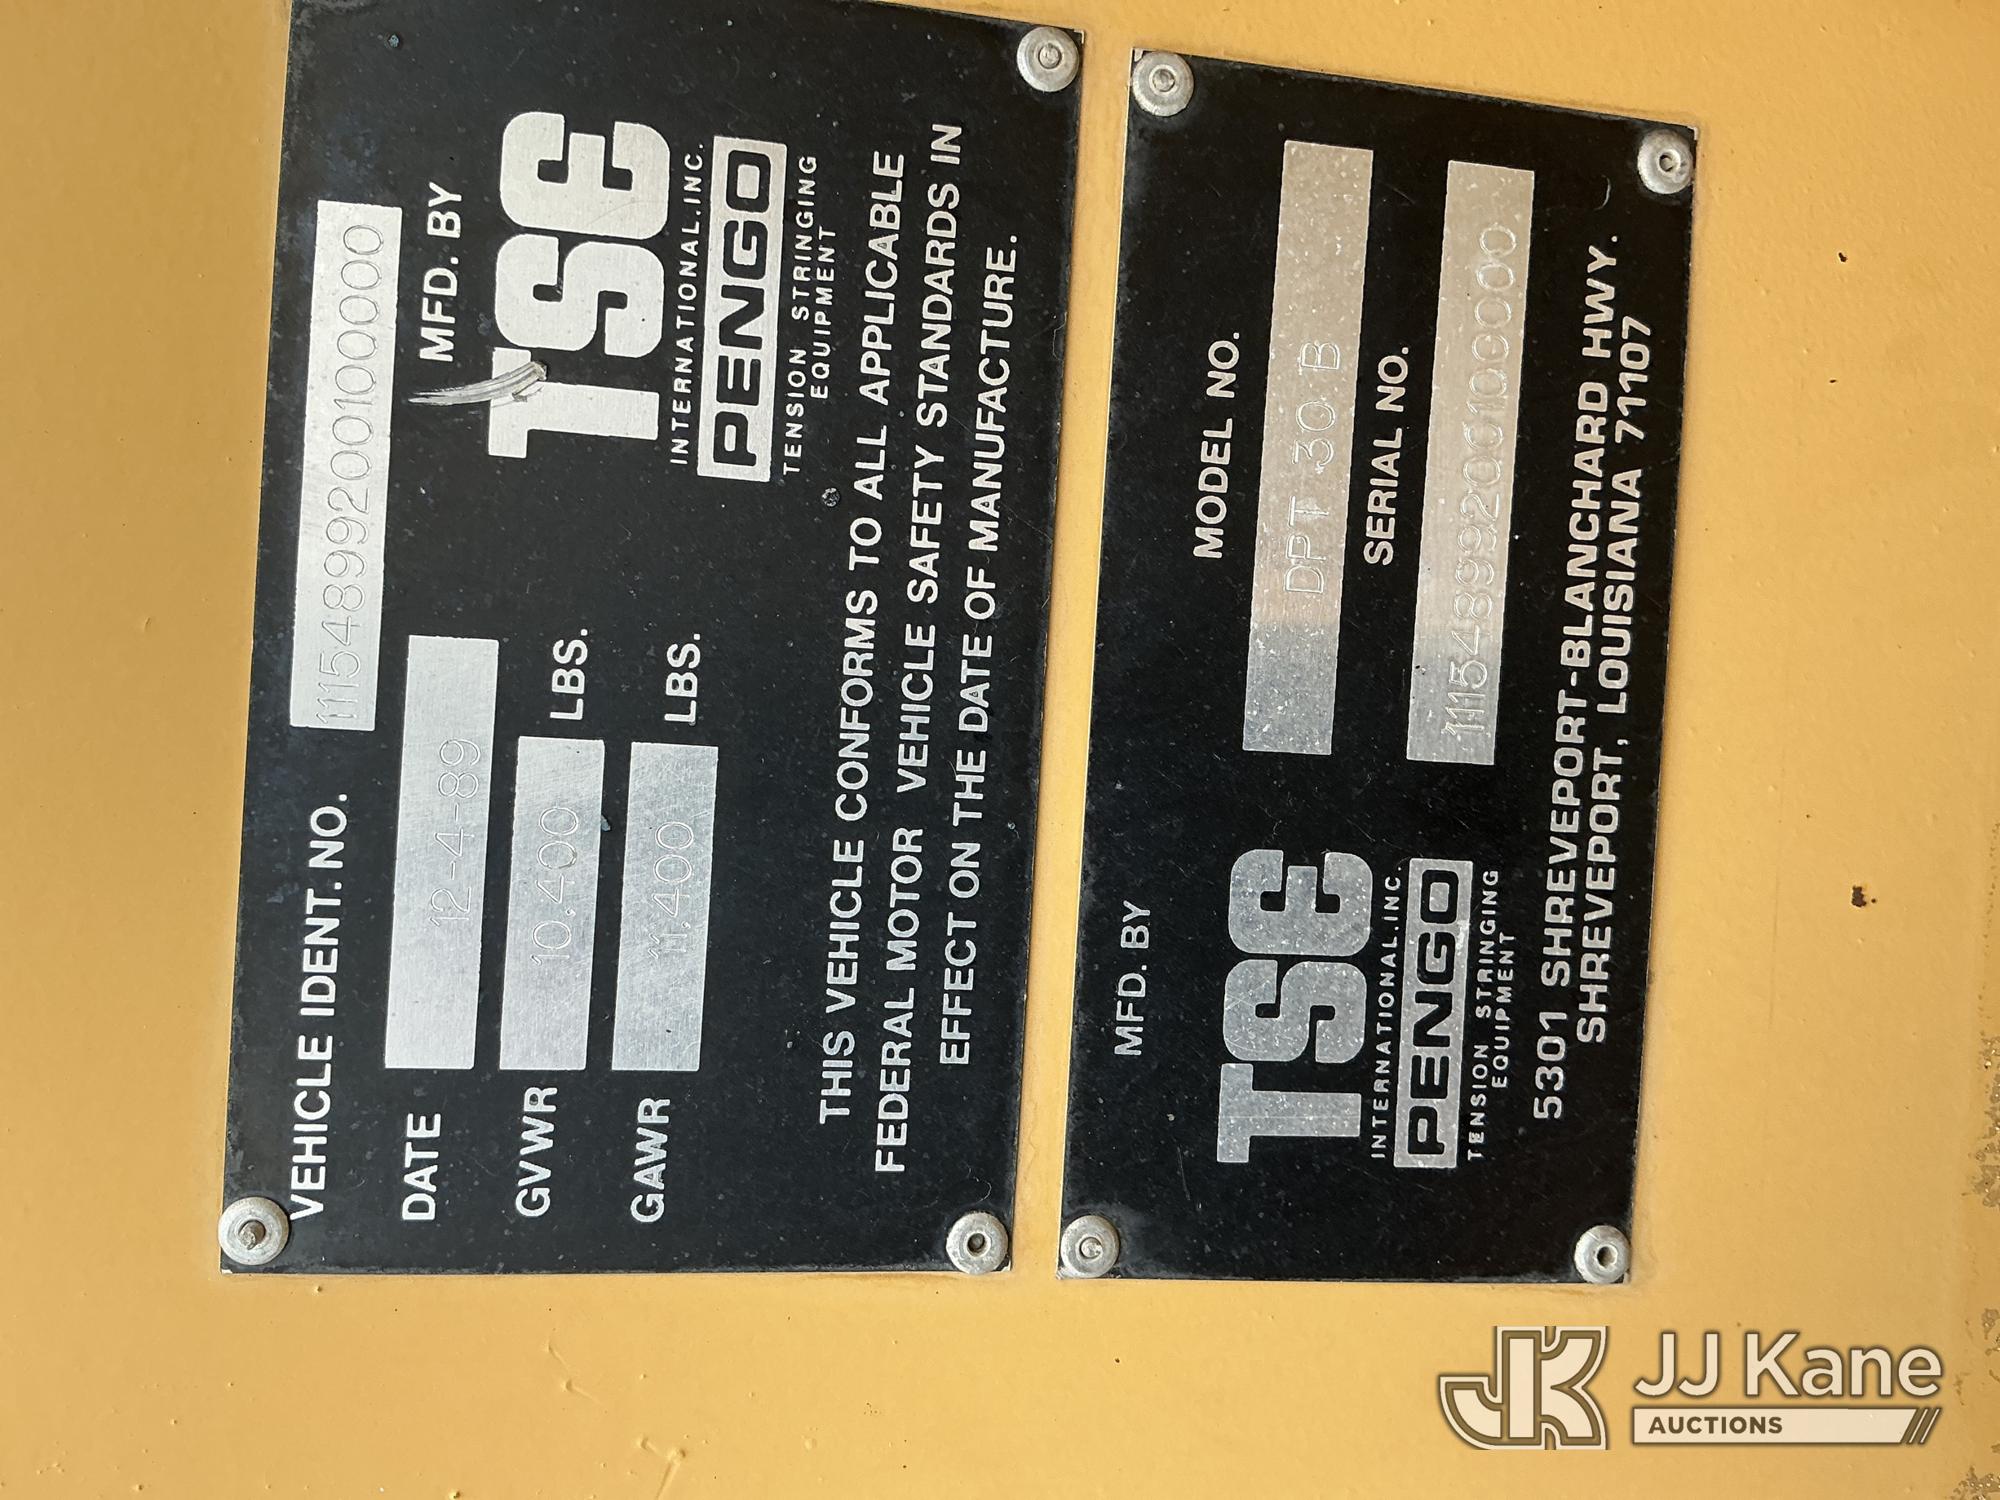 VEHICLE IDENT. NO. 1115489920010000
DATE 12-4-89
MFD. BY
GVWR 10,400 LBS.
GAWR 11,400 LBS.
TSE
INTERNATIONAL.INC.
PENGO
TENSION STRINGING
EQUIPMENT
THIS VEHICLE CONFORMS TO ALL APPLICABLE
FEDERAL MOTOR VEHICLE SAFETY STANDARDS IN
EFFECT ON THE DATE OF MANUFACTURE.
MFD. BY
TSE
INTERNATIONAL.INC.
PENGO
TENSION STRINGING
EQUIPMENT
MODEL NO.
DPT 30 B
SERIAL NO.
1115489920010000
5301 SHREVEPORT-BLANCHARD HWY.
SHREVEPORT, LOUISIANA 71107
JK JJ Kane
AUCTIONS